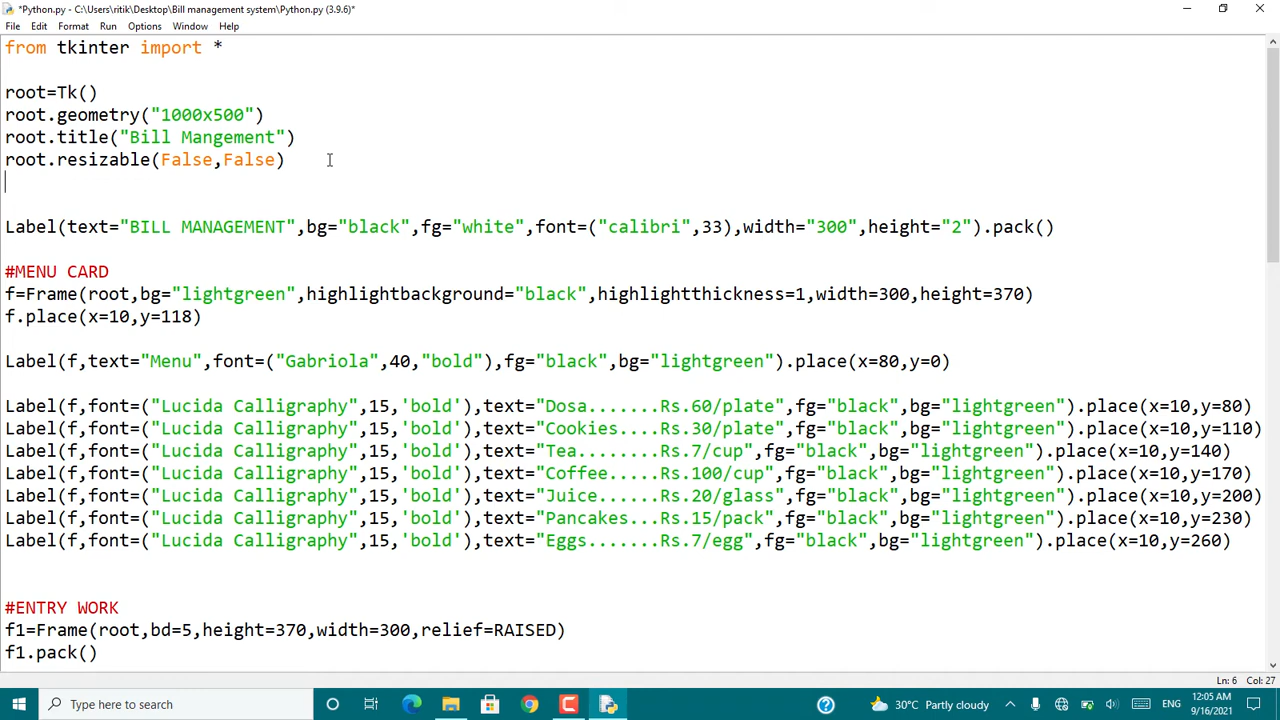 *Python.py - C:\Users\ritik\Desktop\Bill management system\Python.py (3.9.6)*
File Edit Format Run Options Window Help
from tkinter import *
root=Tk()
root.geometry("1000x500")
root.title("Bill Mangement")
root.resizable(False,False)
Label(text="BILL MANAGEMENT",bg="black",fg="white",font=("calibri",33),width="300",height="2").pack()
#MENU CARD
f=Frame(root,bg="lightgreen",highlightbackground="black",highlightthickness=1,width=300,height=370)
f.place(x=10,y=118)
Label(f,text="Menu",font=("Gabriola",40,"bold"),fg="black",bg="lightgreen").place(x=80,y=0)
Label(f,font=("Lucida Calligraphy",15,'bold'),text="Dosa.......Rs.60/plate",fg="black",bg="lightgreen").place(x=10,y=80)
Label(f,font=("Lucida Calligraphy",15,'bold'),text="Cookies....Rs.30/plate",fg="black",bg="lightgreen").place(x=10,y=110)
Label(f,font=("Lucida Calligraphy",15,'bold'),text="Tea........Rs.7/cup",fg="black",bg="lightgreen").place(x=10,y=140)
Label(f,font=("Lucida Calligraphy",15,'bold'),text="Coffee.....Rs.100/cup",fg="black",bg="lightgreen").place(x=10,y=170)
Label(f,font=("Lucida Calligraphy",15,'bold'),text="Juice......Rs.20/glass",fg="black",bg="lightgreen").place(x=10,y=200)
Label(f,font=("Lucida Calligraphy",15,'bold'),text="Pancakes...Rs.15/pack",fg="black",bg="lightgreen").place(x=10,y=230)
Label(f,font=("Lucida Calligraphy",15,'bold'),text="Eggs.......Rs.7/egg",fg="black",bg="lightgreen").place(x=10,y=260)
#ENTRY WORK
f1=Frame(root,bd=5,height=370,width=300,relief=RAISED)
f1.pack()
Ln: 6 Col: 27
Type here to search
30°C Partly cloudy
ENG
12:05 AM
9/16/2021